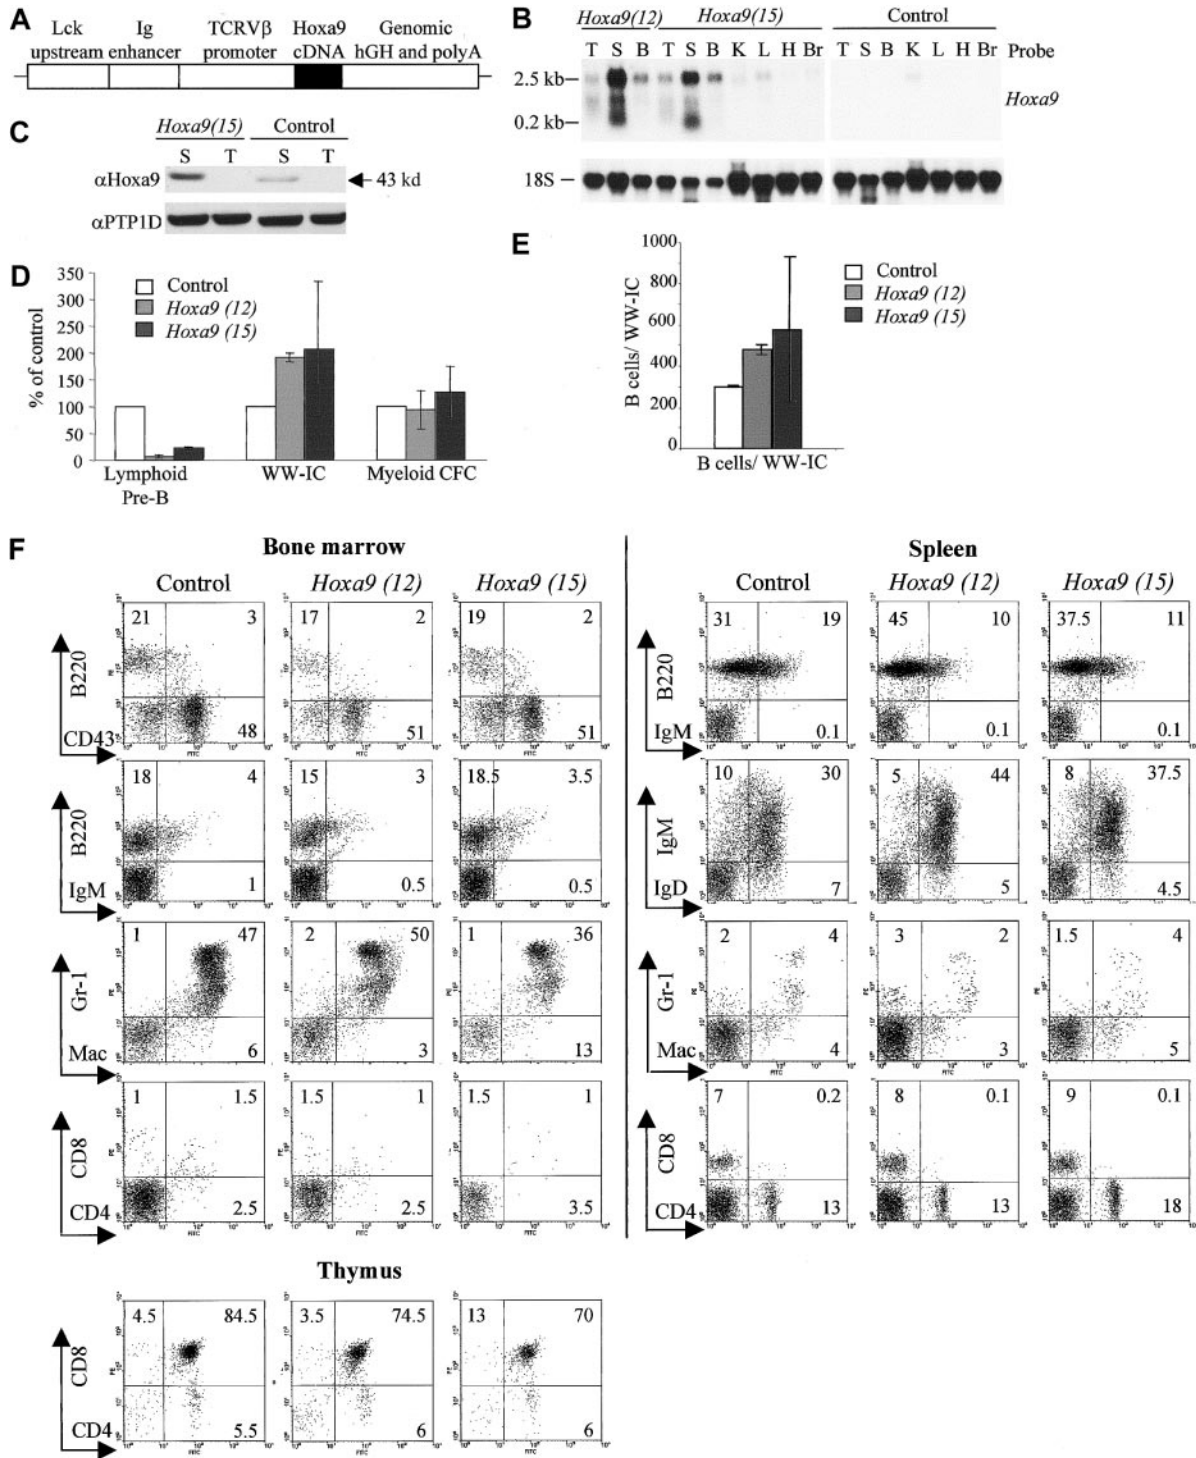 A
Lck Ig TCRVβ Hoxa9 Genomic
upstream enhancer promoter cDNA hGH and polyA
B
Hoxa9(12) Hoxa9(15) Control
T S B T S B K L H Br T S B K L H Br Probe
2.5 kb
0.2 kb
Hoxa9
18S
C
Hoxa9(15) Control
S T S T
αHoxa9 43 kd
αPTP1D
D
350
300
250
200
150
100
50
0
% of control
Control
Hoxa9 (12)
Hoxa9 (15)
Lymphoid WW-IC Myeloid CFC
Pre-B
E
1000
800
600
400
200
0
B cells/ WW-IC
Control
Hoxa9 (12)
Hoxa9 (15)
B cells/ WW-IC
F
Bone marrow
Control Hoxa9 (12) Hoxa9 (15)
21 3 17 2 19 2
B220
CD43 48 51 51
18 4 15 3 18.5 3.5
B220
IgM 1 0.5 0.5
1 47 2 50 1 36
Gr-1
Mac 6 3 13
1 1.5 1.5 1 1.5 1
CD8
CD4 2.5 2.5 3.5
Spleen
Control Hoxa9 (12) Hoxa9 (15)
31 19 45 10 37.5 11
B220
IgM 0.1 0.1 0.1
10 30 5 44 8 37.5
IgM
IgD 7 5 4.5
2 4 3 2 1.5 4
Gr-1
Mac 4 3 5
7 0.2 8 0.1 9 0.1
CD8
CD4 13 13 18
Thymus
4.5 84.5 3.5 74.5 13 70
CD8
CD4 5.5 6 6